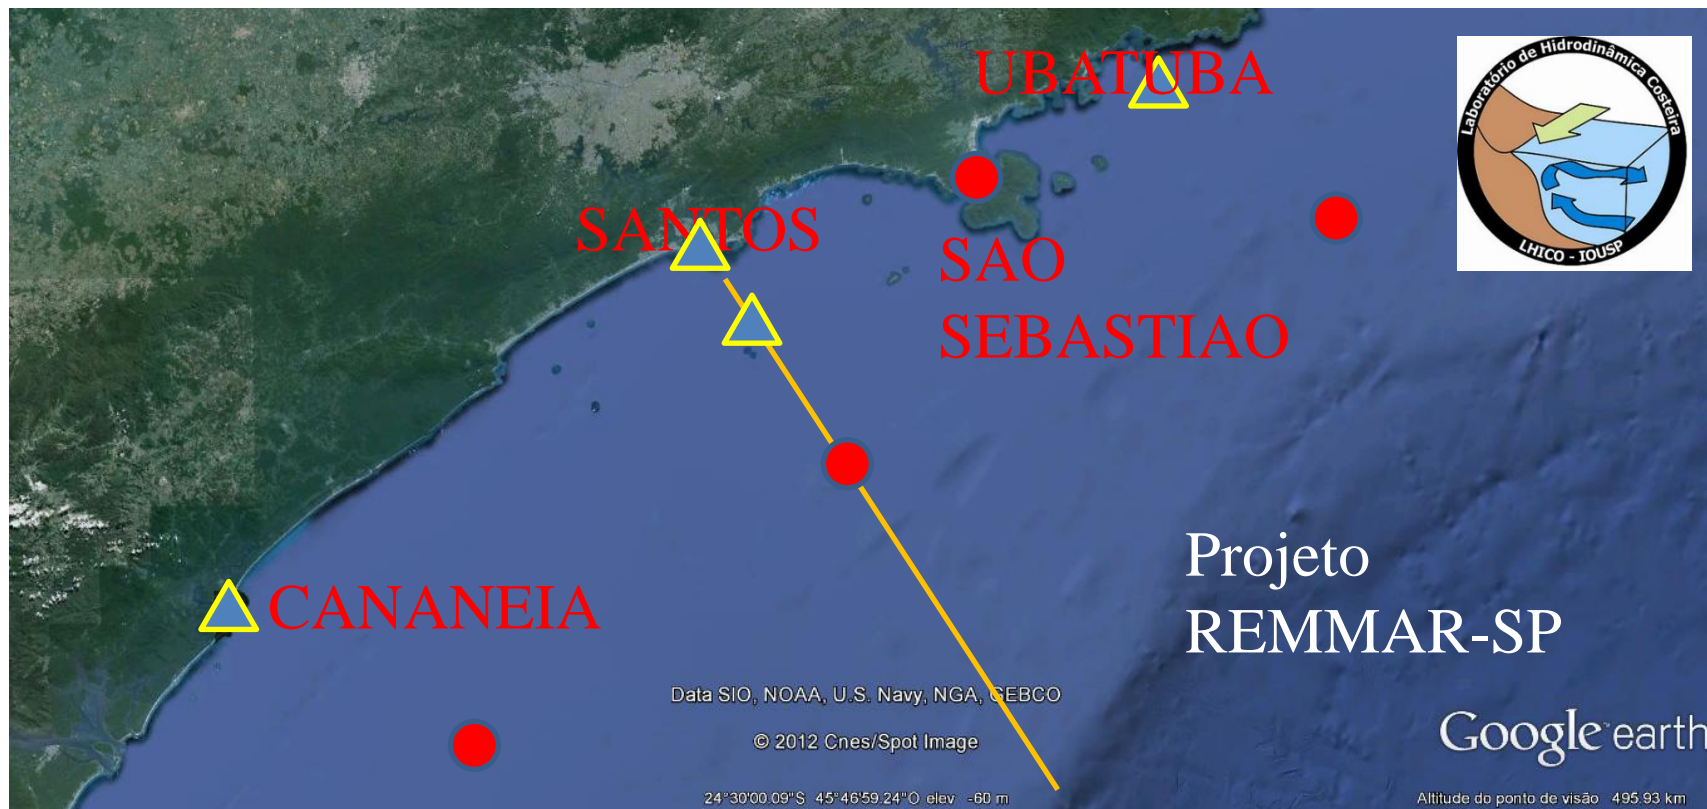 UBATUBA
Laboratório de Hidrodinâmica Costeira
LHICO - IOUSP
SANTOS
SAO
SEBASTIAO
CANANEIA
Projeto
REMMAR-SP
Data SIO, NOAA, U.S. Navy, NGA, GEBCO
© 2012 Cnes/Spot Image
Google earth
24°30'00.09"S 45°46'59.24"O elev -60 m
Altitude do ponto de visão 495.93 km